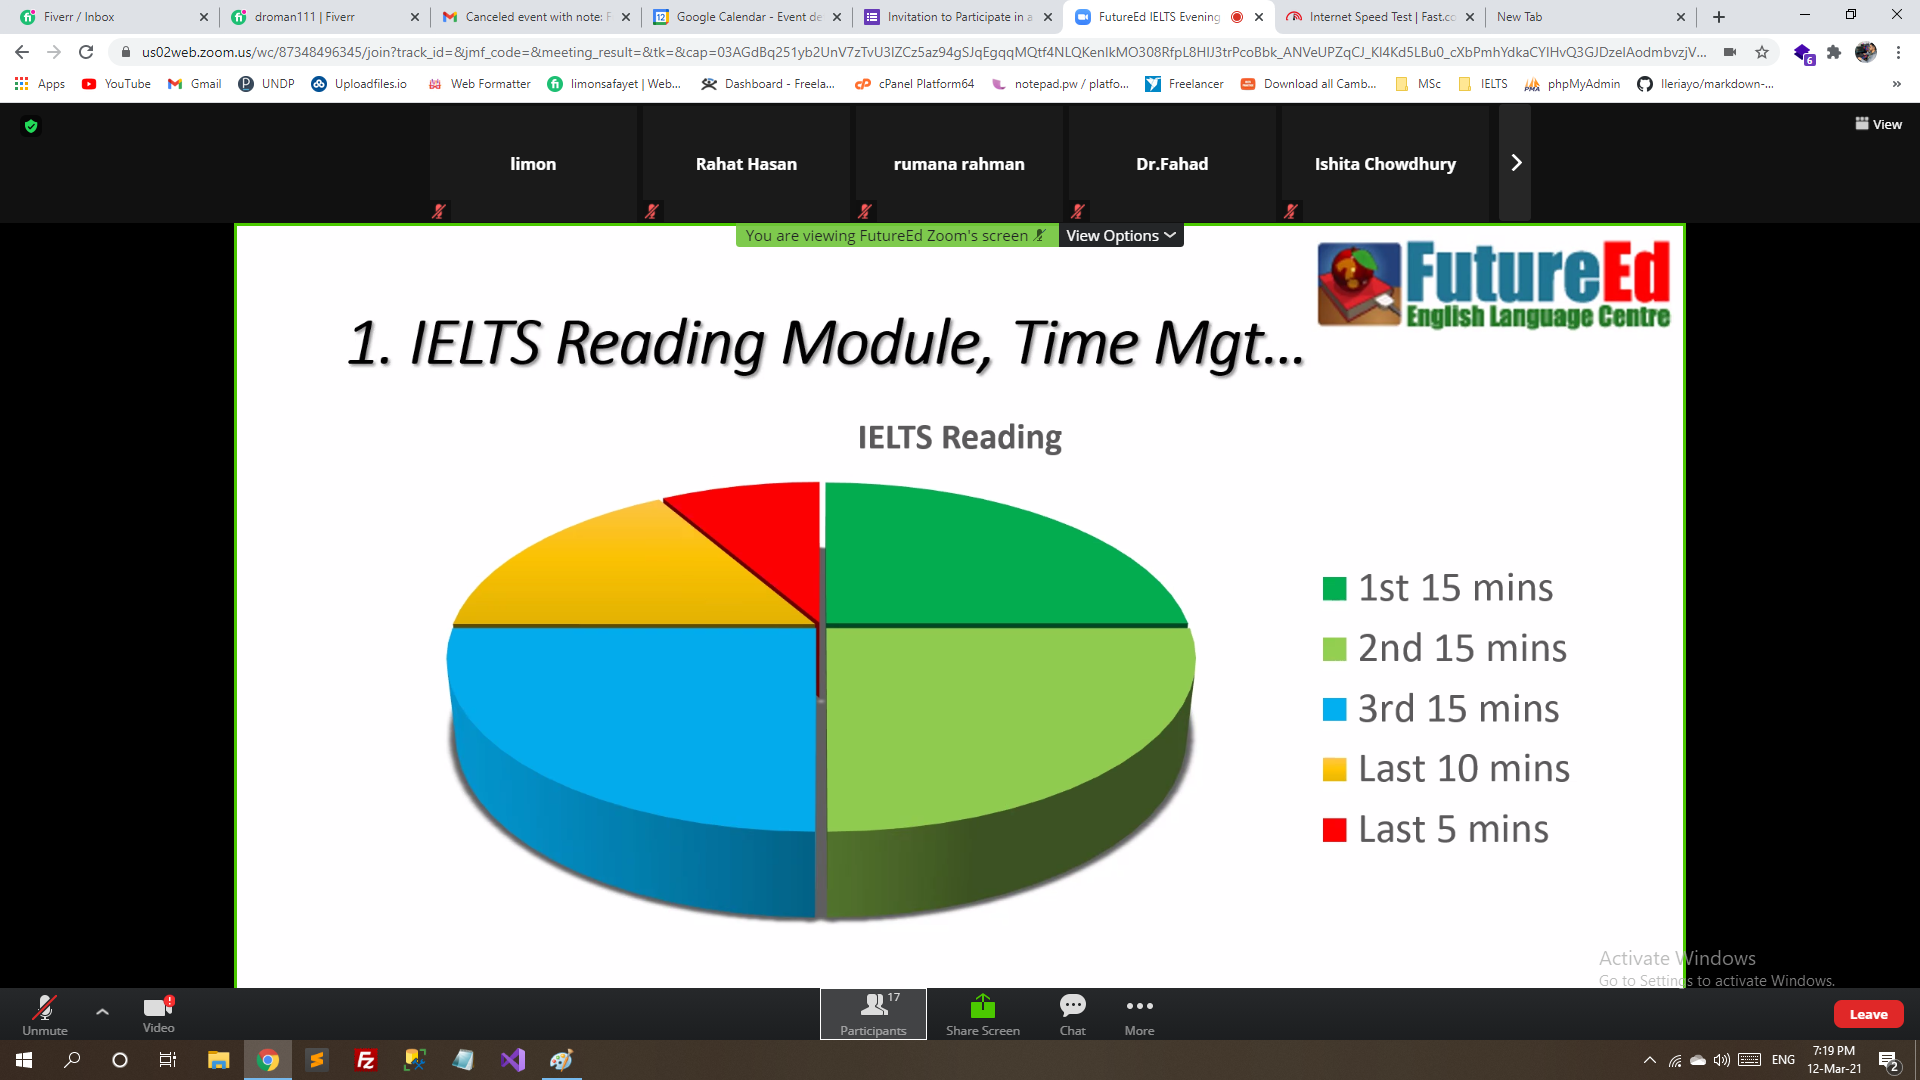 Fiverr / Inbox
droman111 | Fiverr
Canceled event with note: F
Google Calendar - Event de
Invitation to Participate in a
FutureEd IELTS Evening
Internet Speed Test | Fast.co
New Tab
us02web.zoom.us/wc/87348496345/join?track_id=&jmf_code=&meeting_result=&tk=&cap=
Apps
YouTube
Gmail
UNDP
Uploadfiles.io
Web Formatter
limonsafayet | Web...
Dashboard - Freela...
cPanel Platform64
notepad.pw / platfo...
Freelancer
Download all Camb...
MSc
IELTS
phpMyAdmin
Ileriayo/markdown-...
View
limon
Rahat Hasan
rumana rahman
Dr.Fahad
Ishita Chowdhury
You are viewing FutureEd Zoom's screen
View Options
FutureEd
English Language Centre
1. IELTS Reading Module, Time Mgt...
IELTS Reading
1st 15 mins
2nd 15 mins
3rd 15 mins
Last 10 mins
Last 5 mins
Activate Windows
Go to Settings to activate Windows.
Unmute
Video
17
Participants
Share Screen
Chat
More
Leave
ENG
7:19 PM
12-Mar-21
2